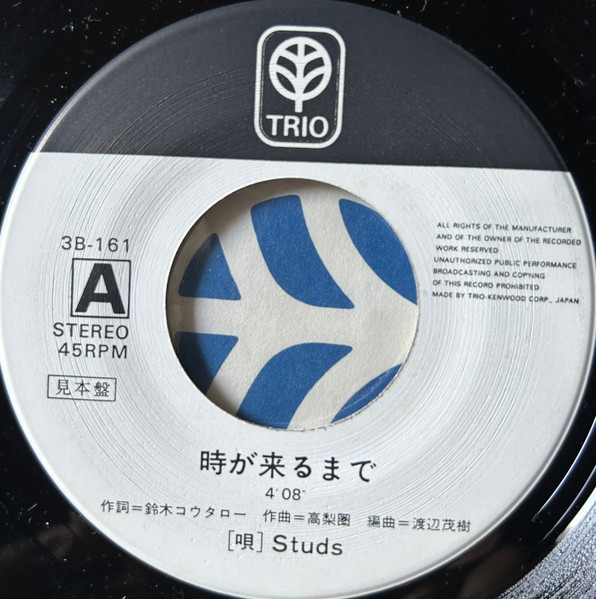 TRIO
3B-161
A
STEREO
45RPM
見本盤
ALL RIGHTS OF THE MANUFACTURER
AND OF THE OWNER OF THE RECORDED
WORK RESERVED
UNAUTHORIZED PUBLIC PERFORMANCE
BROADCASTING AND COPYING
OF THIS RECORD PROHIBITED
MADE BY TRIO-KENWOOD CORP., JAPAN
時が来るまで
4'08"
作詞=鈴木コウタロー 作曲=高梨圏 編曲=渡辺茂樹
[唄] Studs